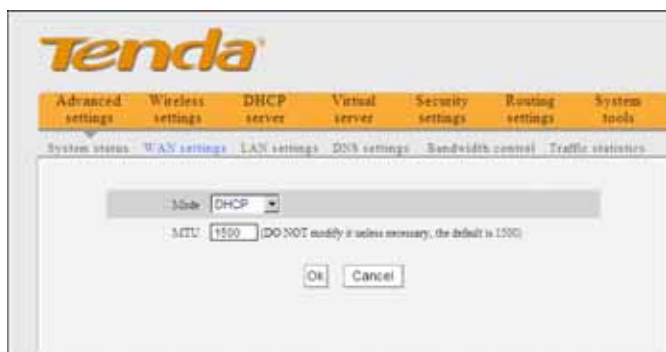 Tenda
Advanced settings Wireless settings DHCP server Virtual server Security settings Routing settings System tools
System status WAN settings LAN settings DNS settings Bandwidth control Traffic statistics
Mode DHCP
MTU 1500 (DO NOT modify it unless necessary, the default is 1500)
Ok Cancel